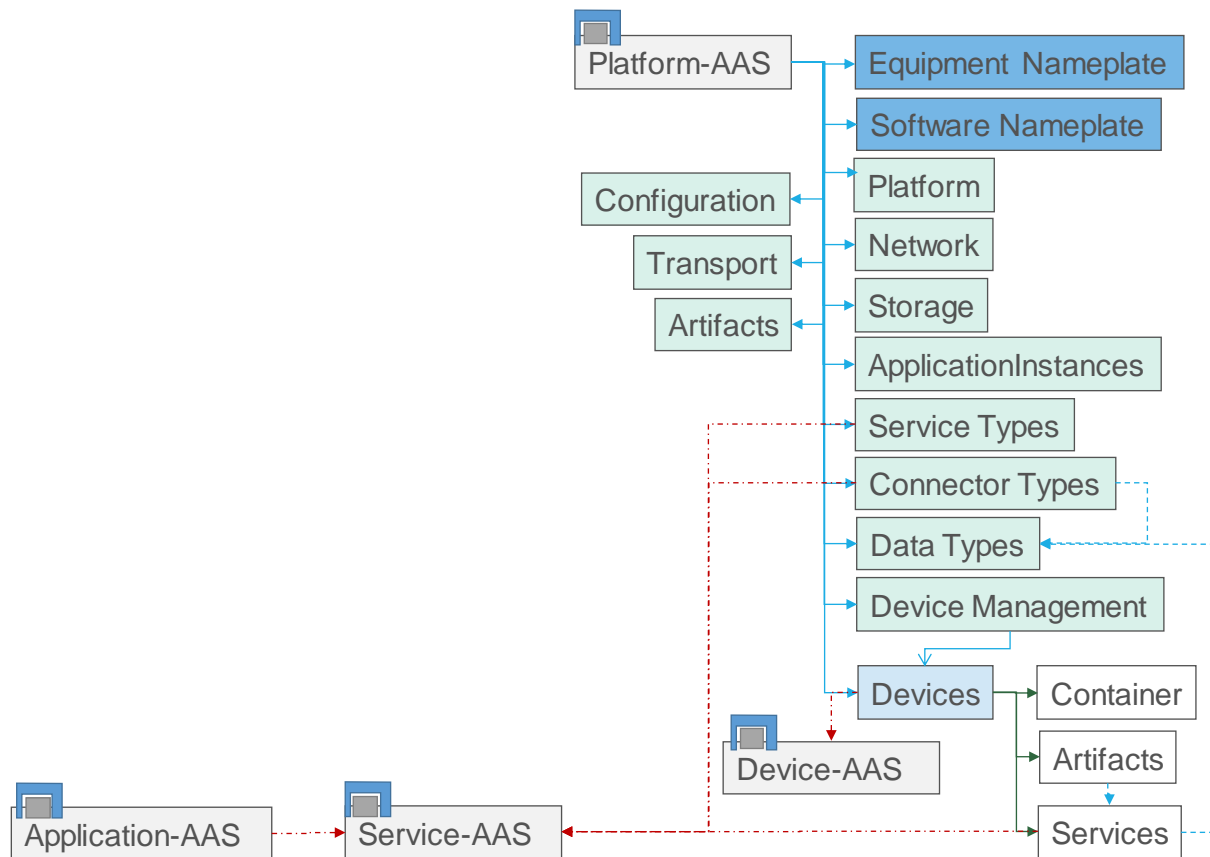 Platform-AAS
Equipment Nameplate
Software Nameplate
Platform
Configuration
Network
Transport
Storage
Artifacts
ApplicationInstances
Service Types
Connector Types
Data Types
Device Management
Devices
Container
Device-AAS
Artifacts
Application-AAS
Service-AAS
Services